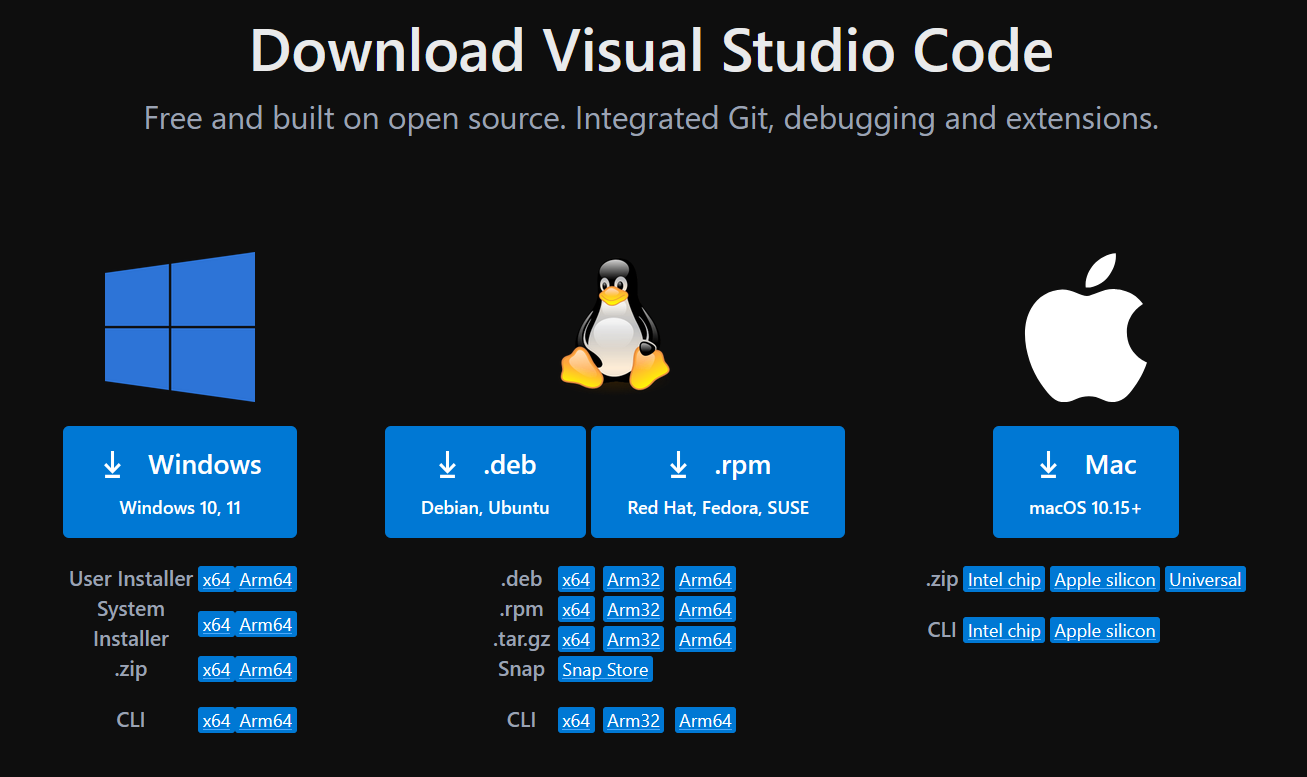 Download Visual Studio Code
Free and built on open source. Integrated Git, debugging and extensions.
Windows
Windows 10, 11
User Installer x64 Arm64
System
Installer x64 Arm64
.zip x64 Arm64
CLI x64 Arm64
.deb
Debian, Ubuntu
.rpm
Red Hat, Fedora, SUSE
.deb x64 Arm32 Arm64
.rpm x64 Arm32 Arm64
.tar.gz x64 Arm32 Arm64
Snap Snap Store
CLI x64 Arm32 Arm64
Mac
macOS 10.15+
.zip Intel chip Apple silicon Universal
CLI Intel chip Apple silicon